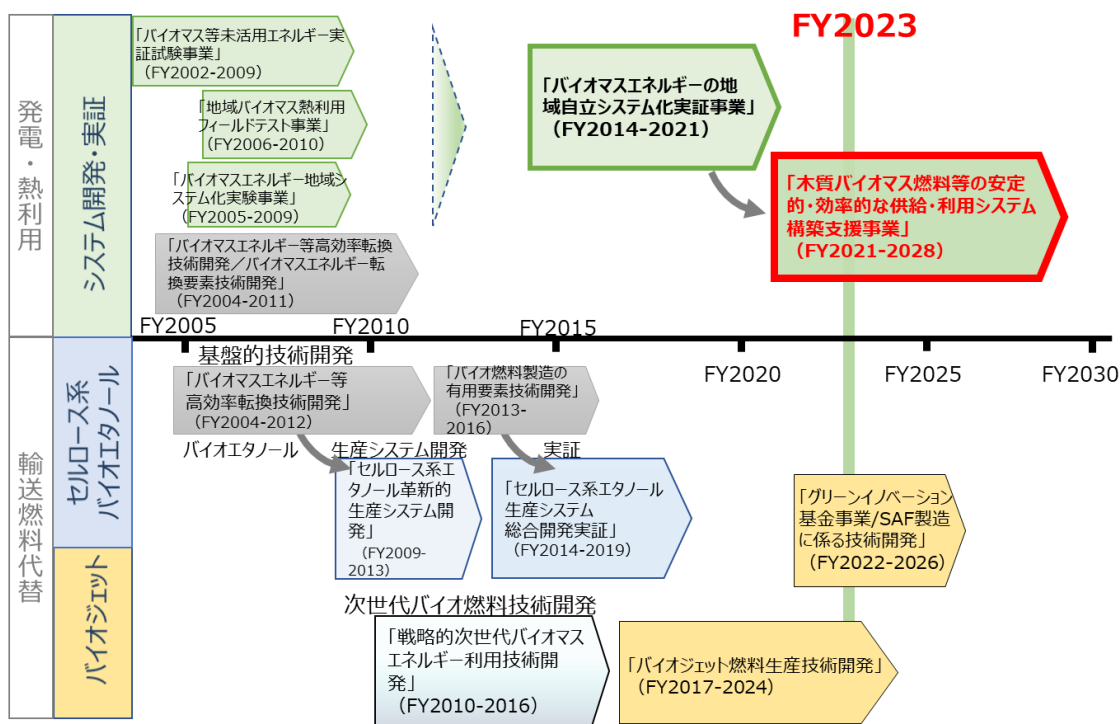 FY2023
発電・熱利用
システム開発・実証
「バイオマス等未活用エネルギー実
証試験事業」
（FY2002-2009）
「地域バイオマス熱利用
フィールドテスト事業」
（FY2006-2010）
「バイオマスエネルギー地域シ
ステム化実験事業」
（FY2005-2009）
「バイオマスエネルギー等高効率転換
技術開発／バイオマスエネルギー転
換要素技術開発」
（FY2004-2011）
「バイオマスエネルギーの地
域自立システム化実証事業」
（FY2014-2021）
「木質バイオマス燃料等の安定
的・効率的な供給・利用システム
構築支援事業」
（FY2021-2028）
FY2005
FY2010
FY2015
FY2020
FY2025
FY2030
輸送燃料代替
セルロース系
バイオエタノール
基盤的技術開発
「バイオマスエネルギー等
高効率転換技術開発」
（FY2004-2012）
「バイオ燃料製造の
有用要素技術開発」
（FY2013-
2016）
バイオエタノール
生産システム開発
実証
「セルロース系エ
タノール革新的
生産システム開
発」
（FY2009-
2013）
「セルロース系エタノール
生産システム
総合開発実証」
（FY2014-2019）
「グリーンイノベーション
基金事業/SAF製造
に係る技術開発」
（FY2022-2026）
バイオジェット
次世代バイオ燃料技術開発
「戦略的次世代バイオマス
エネルギー利用技術開
発」
（FY2010-2016）
「バイオジェット燃料生産技術開発」
（FY2017-2024）